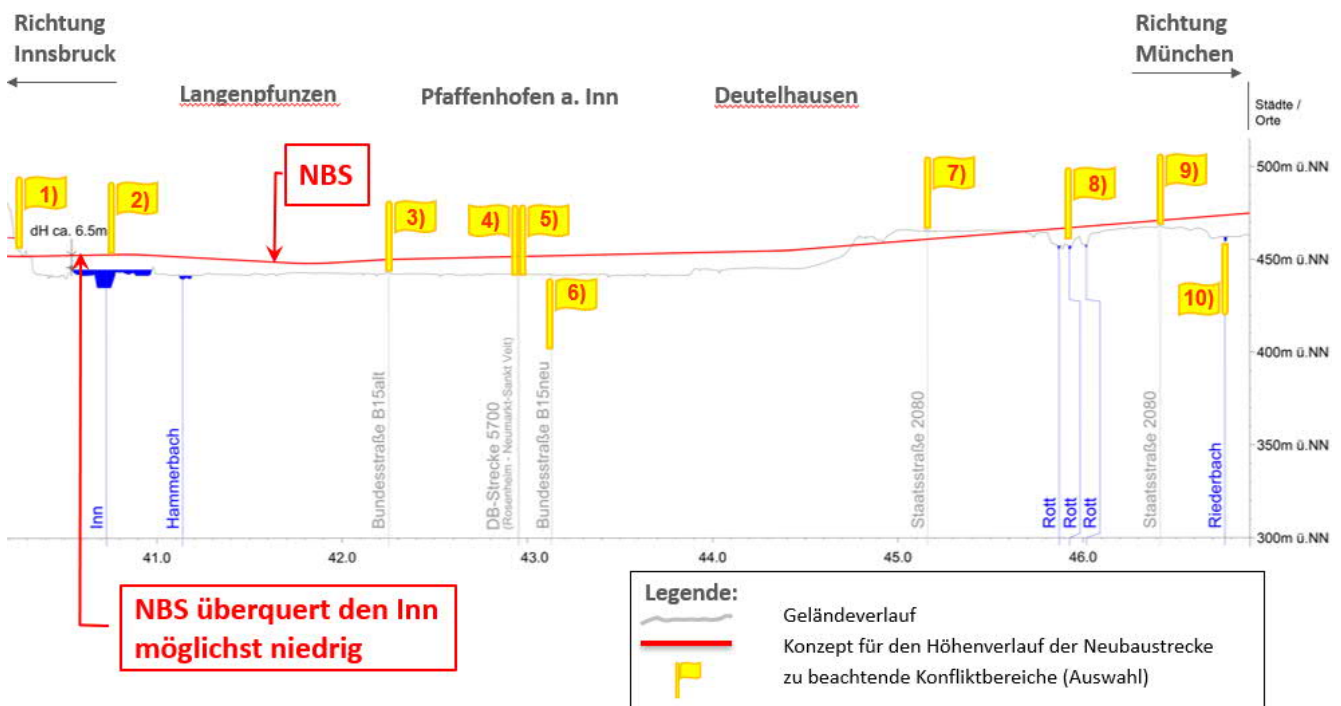 Richtung
Innsbruck
Richtung
München
Langenpfunzen
Pfaffenhofen a. Inn
Deutelhausen
Städte /
Orte
NBS
1)
2)
3)
4)
5)
6)
7)
8)
9)
10)
dH ca. 6.5m
500m ü.NN
450m ü.NN
400m ü.NN
350m ü.NN
300m ü.NN
Inn
Hammerbach
Bundesstraße B15alt
DB-Strecke 5700
(Rosenheim - Neumarkt-Sankt Veit)
Bundesstraße B15neu
Staatsstraße 2080
Rott
Rott
Rott
Staatsstraße 2080
Riederbach
41.0
42.0
43.0
44.0
45.0
46.0
NBS überquert den Inn
möglichst niedrig
Legende:
Geländeverlauf
Konzept für den Höhenverlauf der Neubaustrecke
zu beachtende Konfliktbereiche (Auswahl)